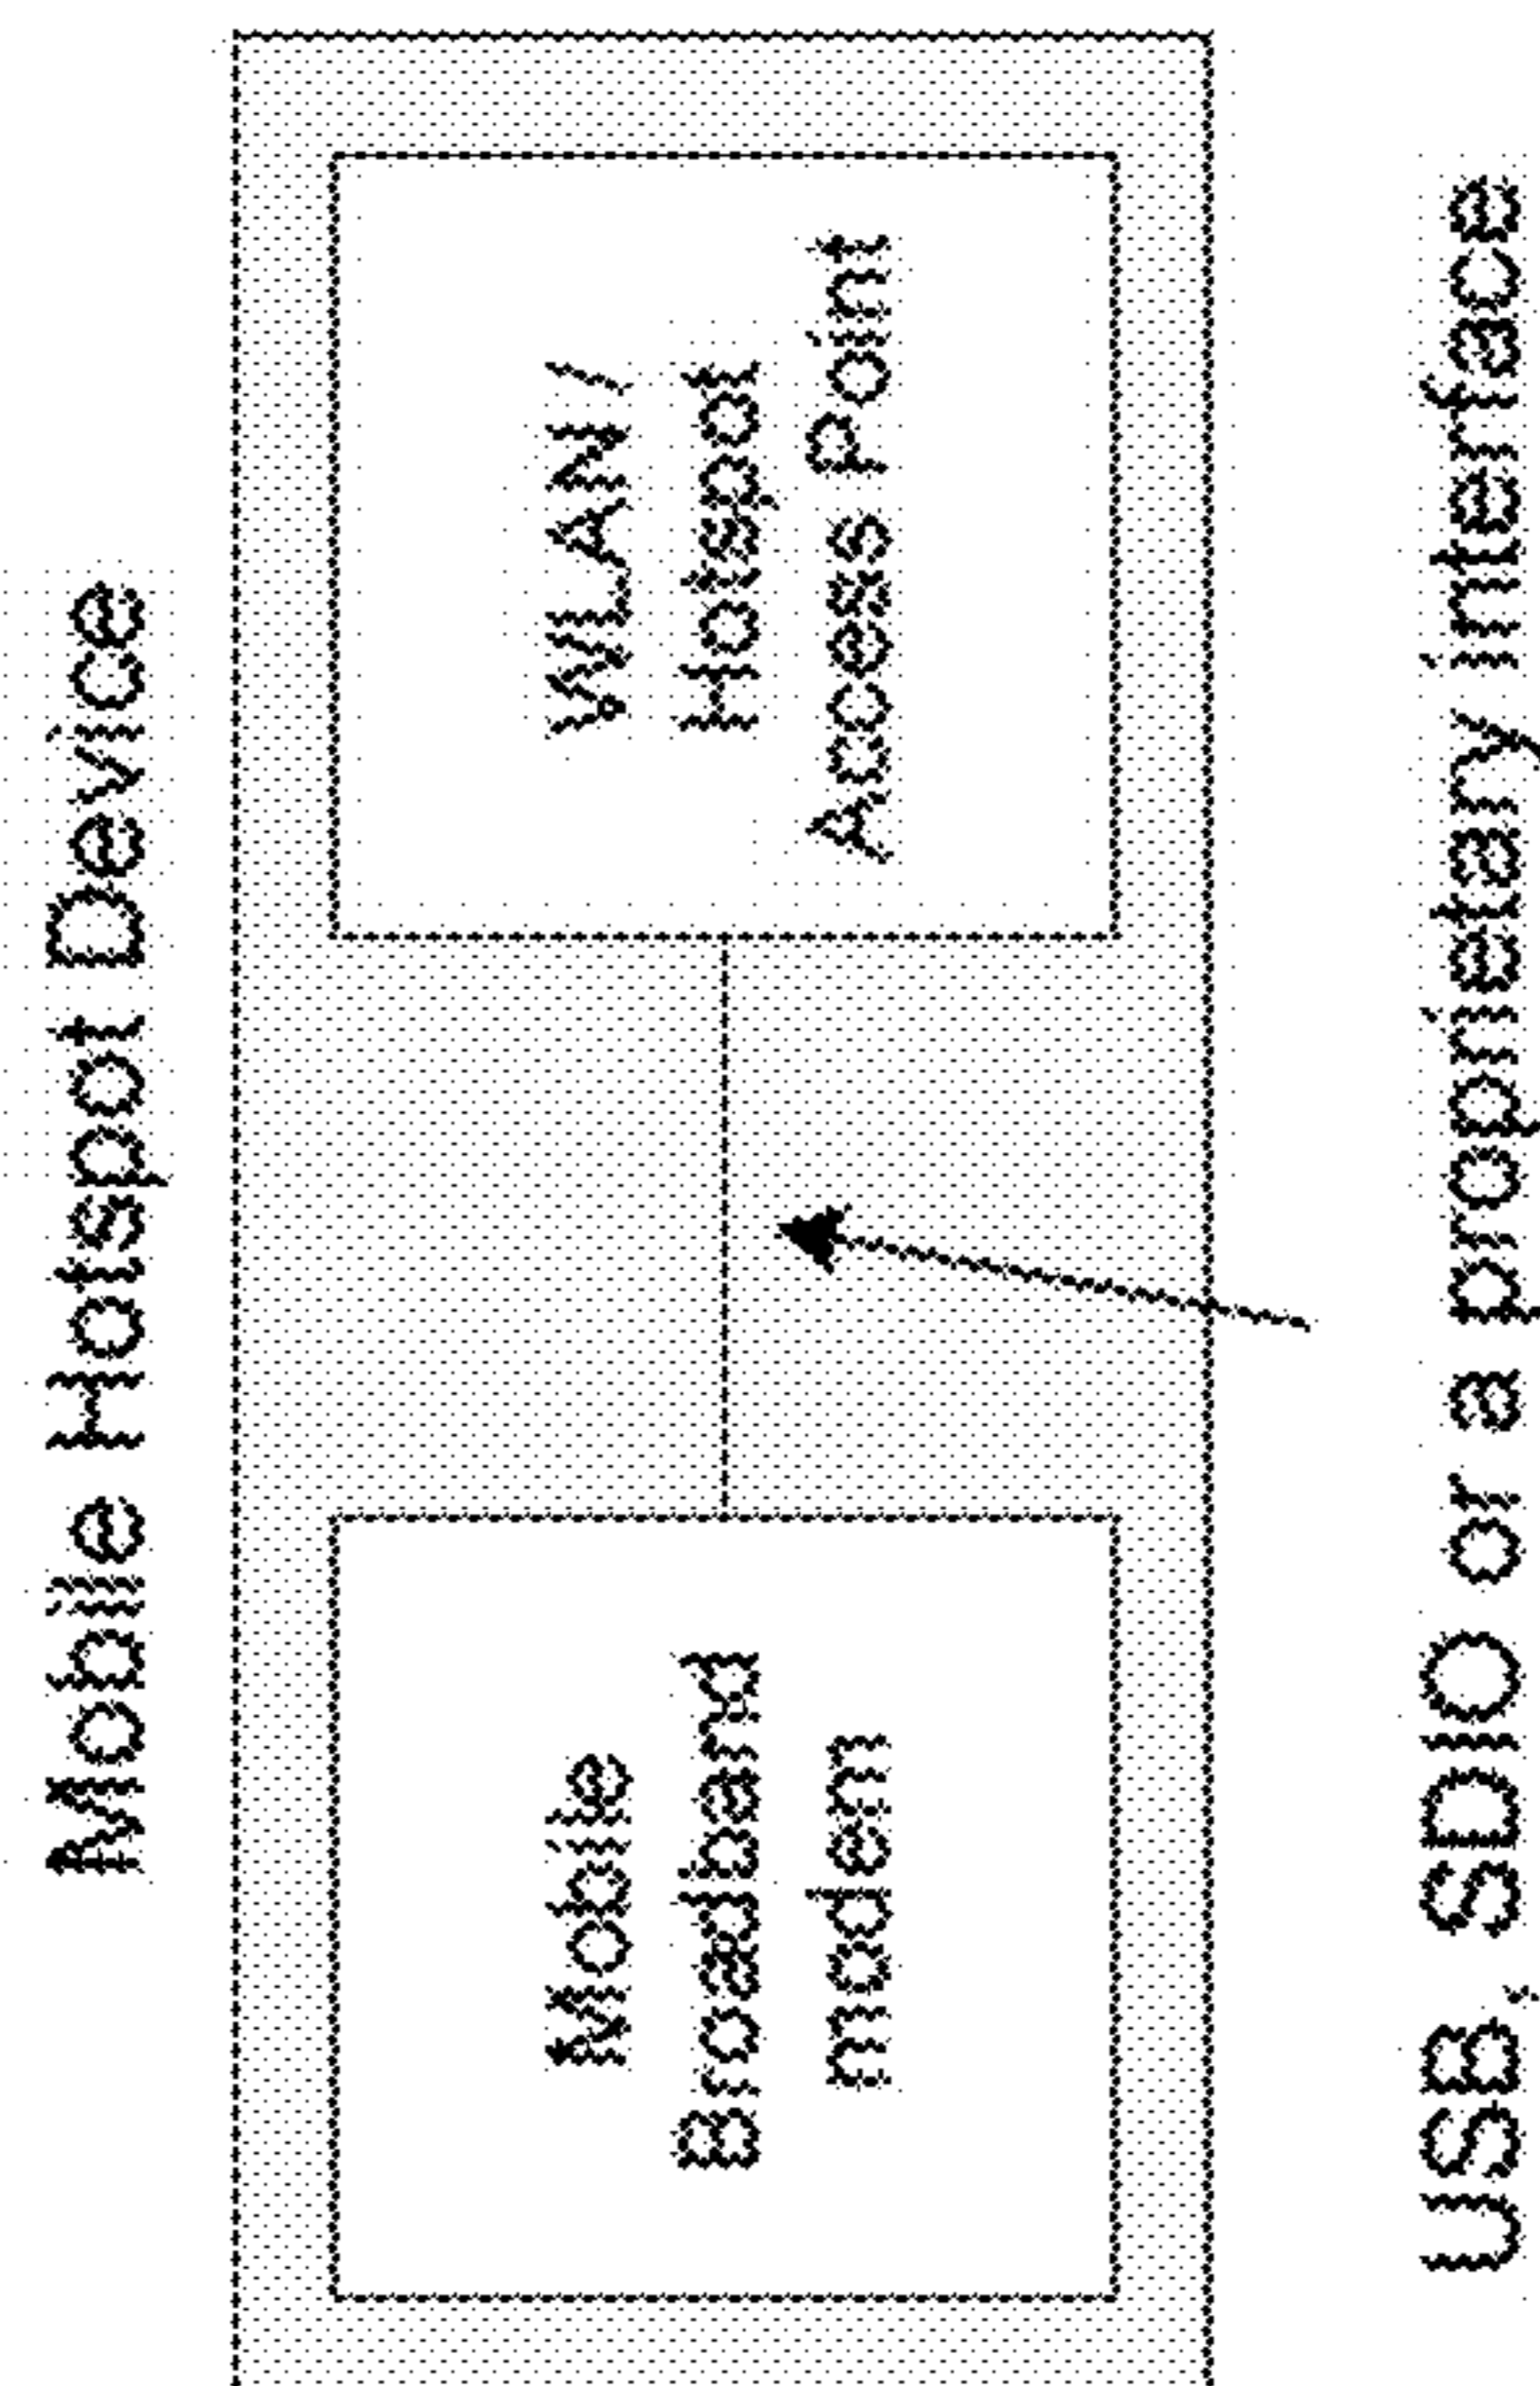 Mobile Hotspot Device
Mobile
Broadband
modem
WLAN /
Hotspot
Access Point
USB, SDIO or a proprietary interface